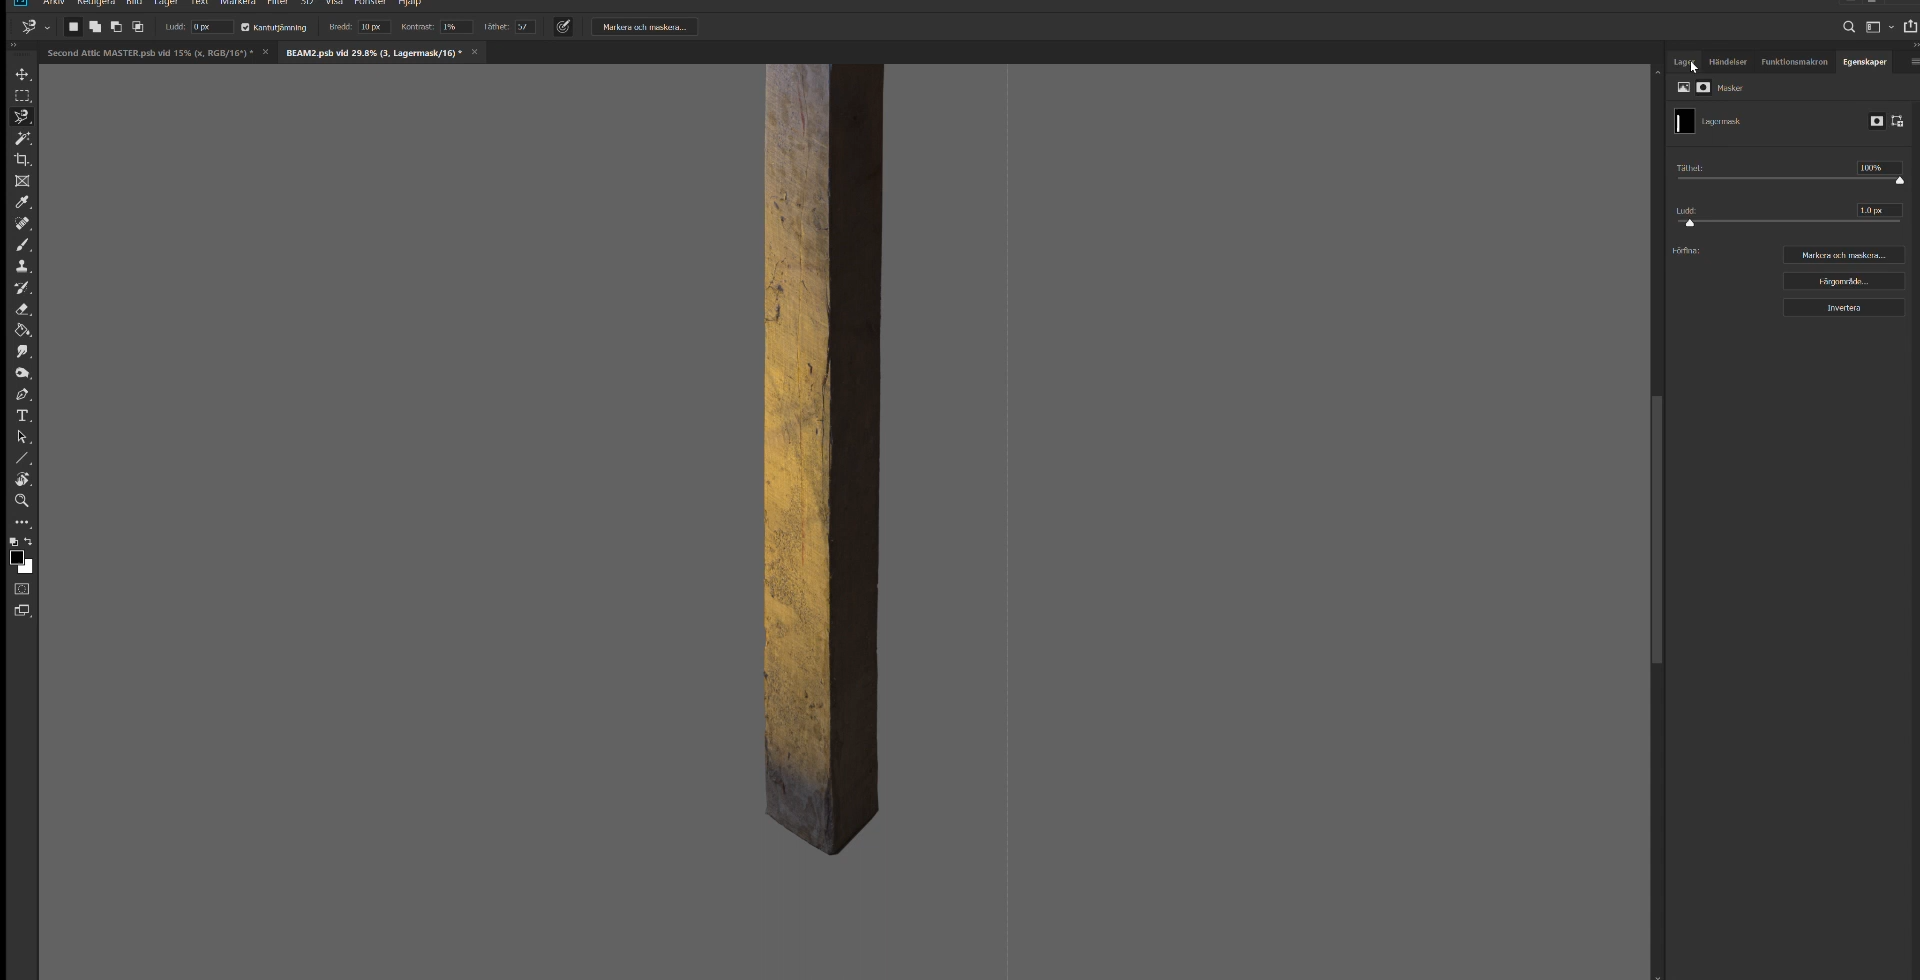 Arkiv Redigera Bild Lager Text Markera Filter 3D Visa Fönster Hjälp
Ludd: 0 px Kantutjämning Bredd: 10 px Kontrast: 1% Täthet: 57 Markera och maskera...
Second Attic MASTER.psb vid 15% (x, RGB/16*) * × BEAM2.psb vid 29.8% (3, Lagermask/16) * ×
Lager Händelser Funktionsmakron Egenskaper
Masker
Lagermask
Täthet: 100%
Ludd: 1.0 px
Förfina: Markera och maskera...
Färgområde...
Invertera